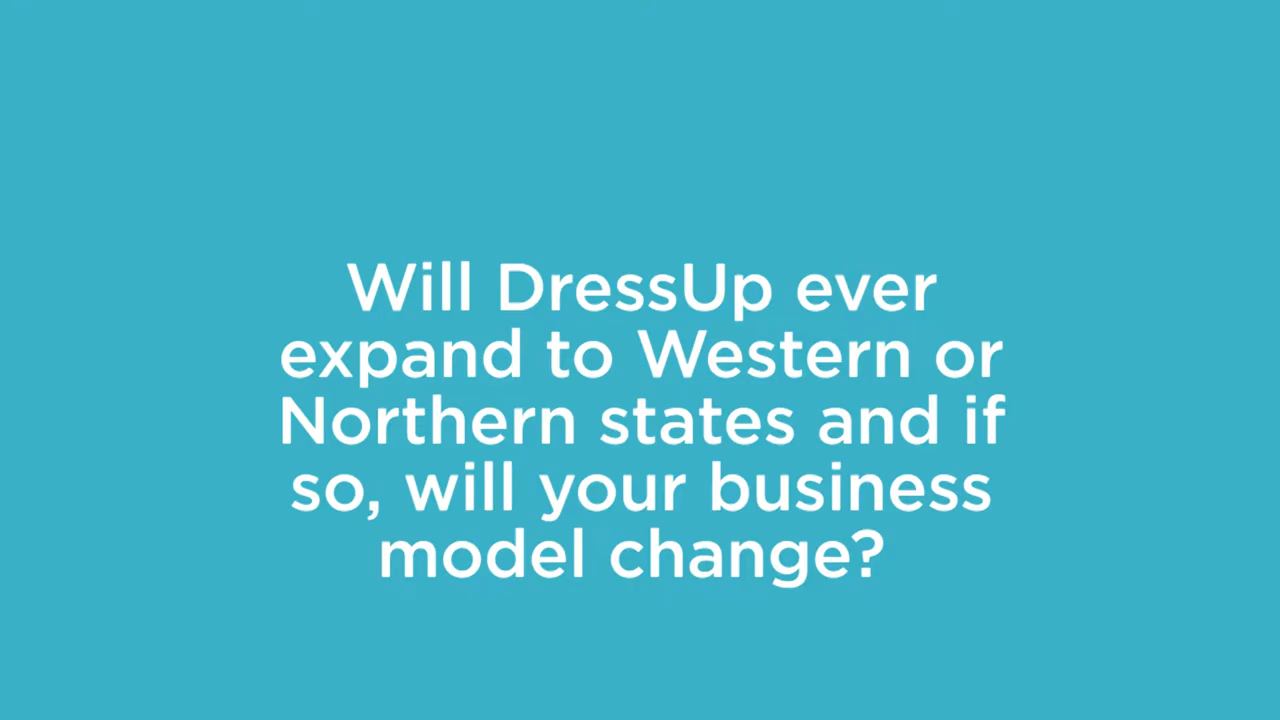 Will DressUp ever
expand to Western or
Northern states and if
so, will your business
model change?